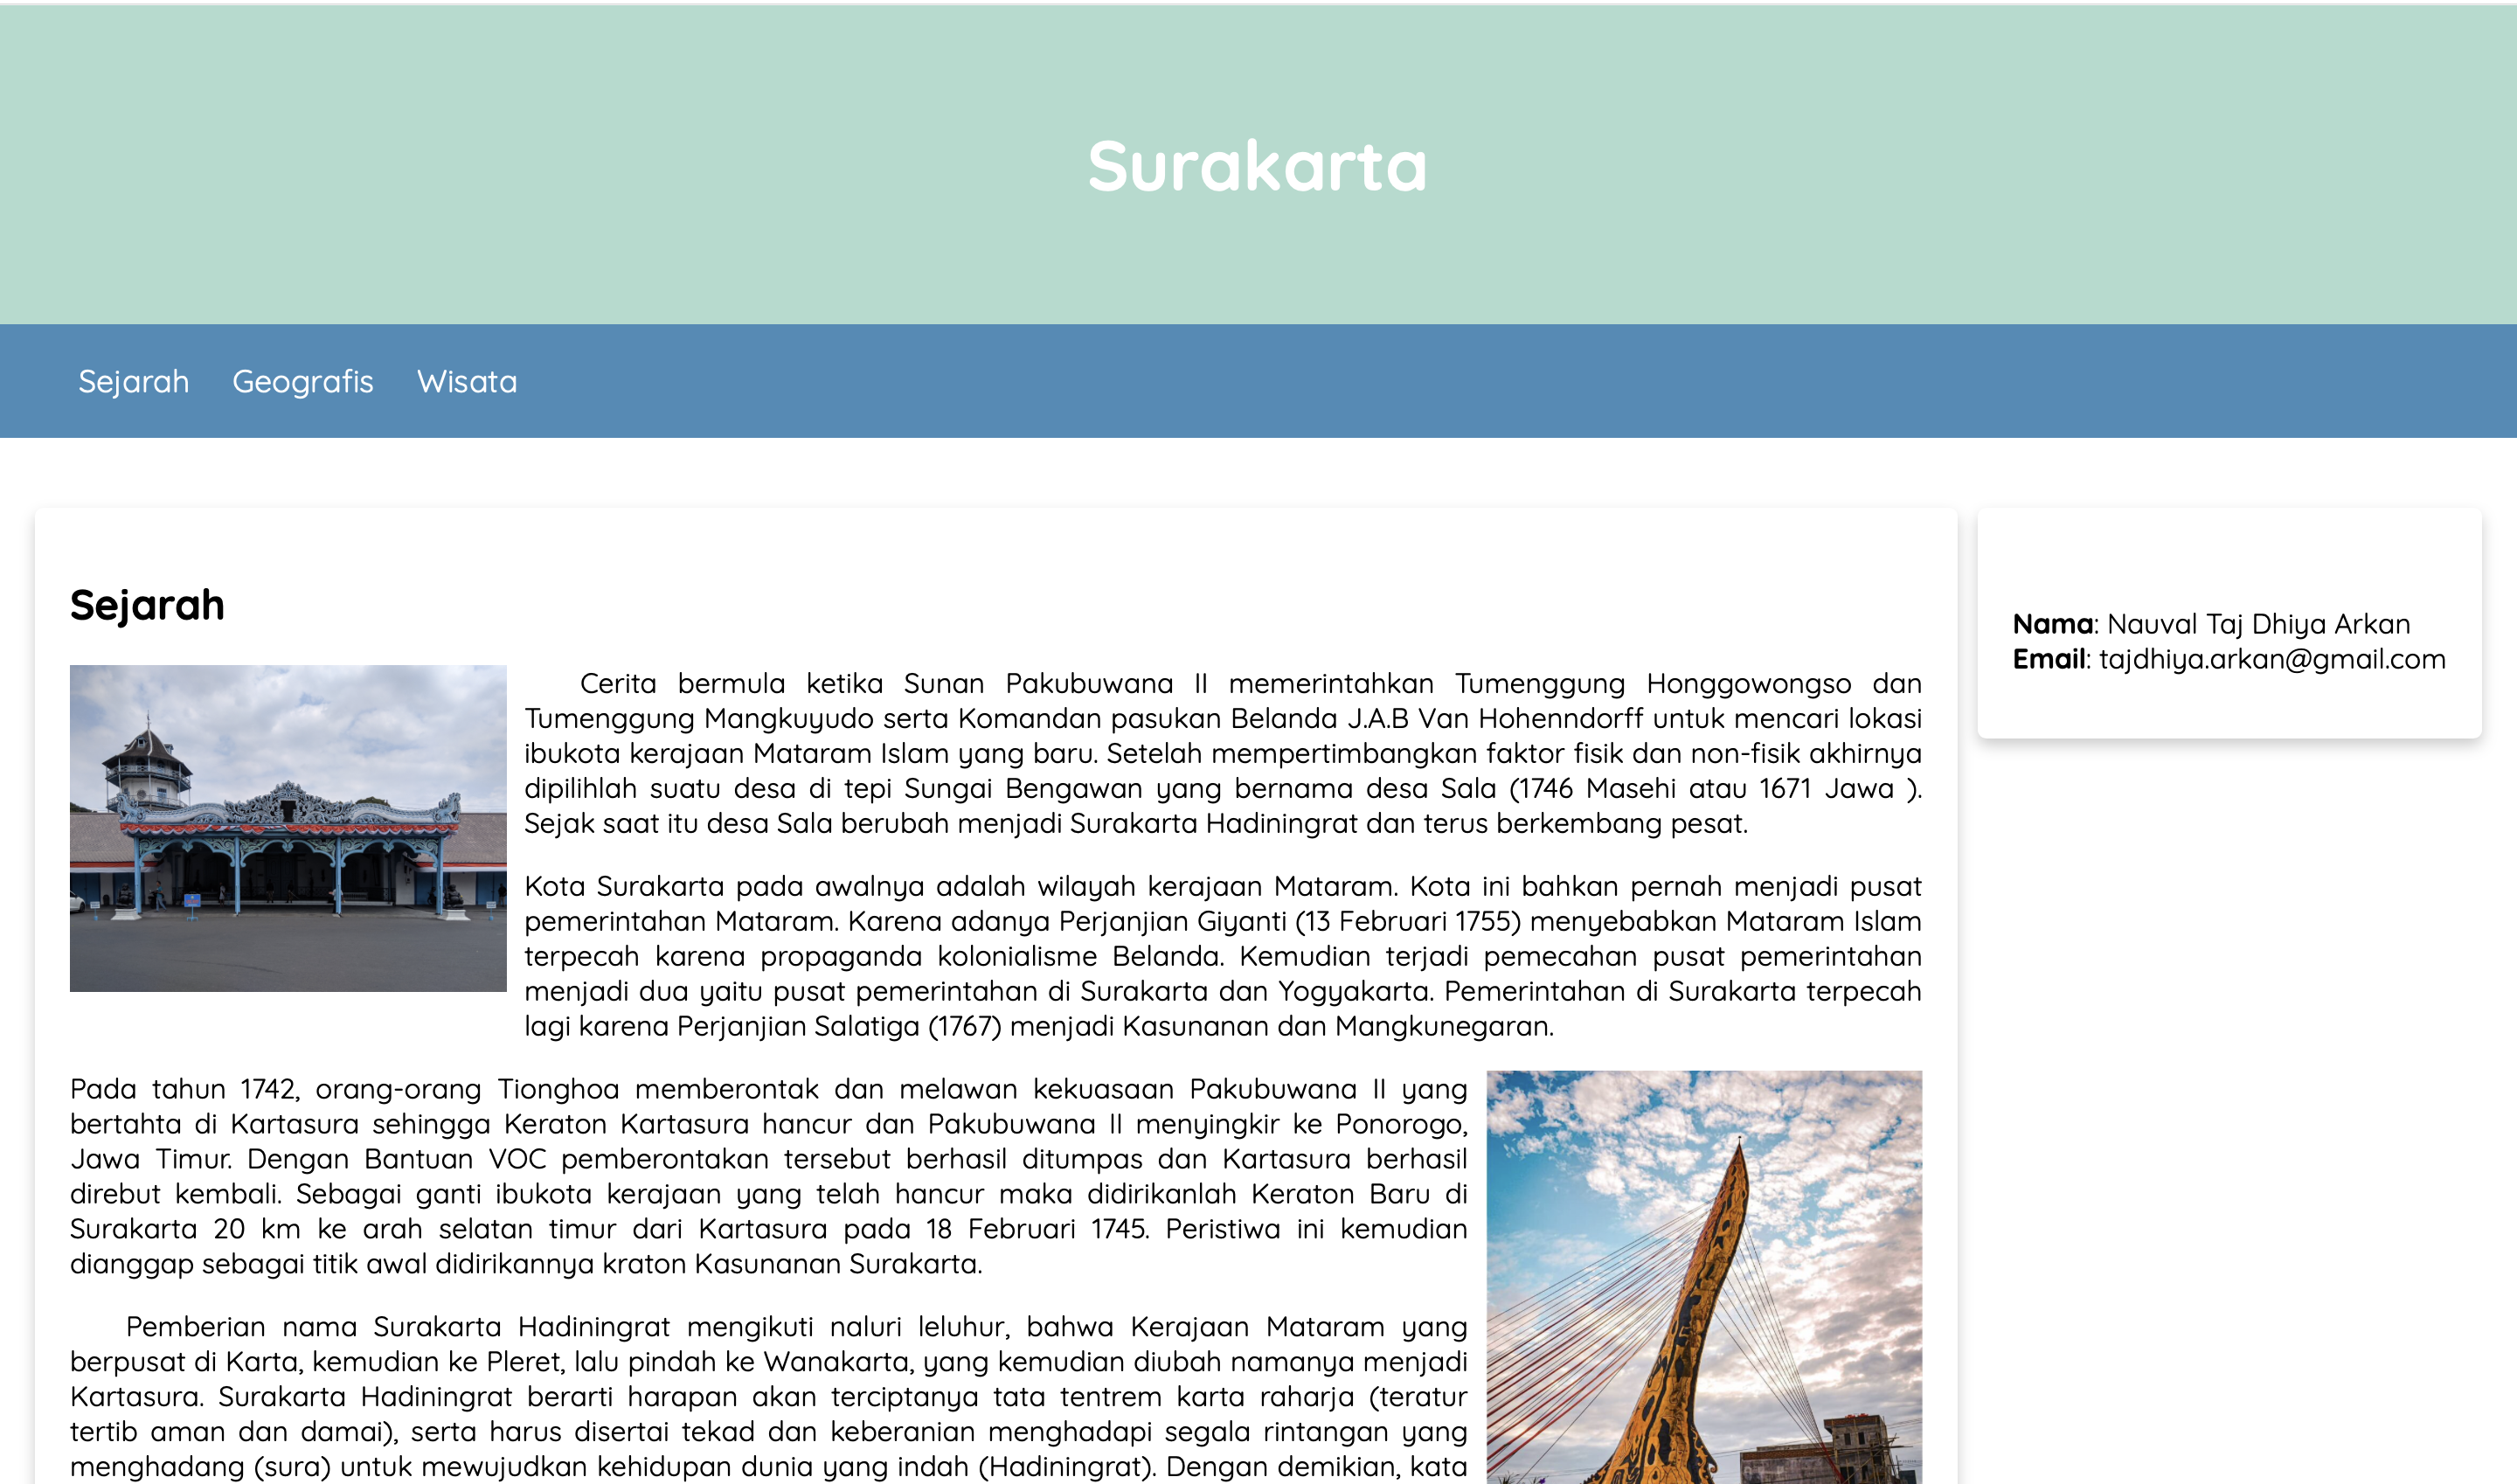 Surakarta
Sejarah
Geografis
Wisata
Sejarah
Cerita bermula ketika Sunan Pakubuwana II memerintahkan Tumenggung Honggowongso dan
Tumenggung Mangkuyudo serta Komandan pasukan Belanda J.A.B Van Hohenndorff untuk mencari lokasi
ibukota kerajaan Mataram Islam yang baru. Setelah mempertimbangkan faktor fisik dan non-fisik akhirnya
dipilihlah suatu desa di tepi Sungai Bengawan yang bernama desa Sala (1746 Masehi atau 1671 Jawa ).
Sejak saat itu desa Sala berubah menjadi Surakarta Hadiningrat dan terus berkembang pesat.
Kota Surakarta pada awalnya adalah wilayah kerajaan Mataram. Kota ini bahkan pernah menjadi pusat
pemerintahan Mataram. Karena adanya Perjanjian Giyanti (13 Februari 1755) menyebabkan Mataram Islam
terpecah karena propaganda kolonialisme Belanda. Kemudian terjadi pemecahan pusat pemerintahan
menjadi dua yaitu pusat pemerintahan di Surakarta dan Yogyakarta. Pemerintahan di Surakarta terpecah
lagi karena Perjanjian Salatiga (1767) menjadi Kasunanan dan Mangkunegaran.
Pada tahun 1742, orang-orang Tionghoa memberontak dan melawan kekuasaan Pakubuwana II yang
bertahta di Kartasura sehingga Keraton Kartasura hancur dan Pakubuwana II menyingkir ke Ponorogo,
Jawa Timur. Dengan Bantuan VOC pemberontakan tersebut berhasil ditumpas dan Kartasura berhasil
direbut kembali. Sebagai ganti ibukota kerajaan yang telah hancur maka didirikanlah Keraton Baru di
Surakarta 20 km ke arah selatan timur dari Kartasura pada 18 Februari 1745. Peristiwa ini kemudian
dianggap sebagai titik awal didirikannya kraton Kasunanan Surakarta.
Pemberian nama Surakarta Hadiningrat mengikuti naluri leluhur, bahwa Kerajaan Mataram yang
berpusat di Karta, kemudian ke Pleret, lalu pindah ke Wanakarta, yang kemudian diubah namanya menjadi
Kartasura. Surakarta Hadiningrat berarti harapan akan terciptanya tata tentrem karta raharja (teratur
tertib aman dan damai), serta harus disertai tekad dan keberanian menghadapi segala rintangan yang
menghadang (sura) untuk mewujudkan kehidupan dunia yang indah (Hadiningrat). Dengan demikian, kata
Nama: Nauval Taj Dhiya Arkan
Email: tajdhiya.arkan@gmail.com